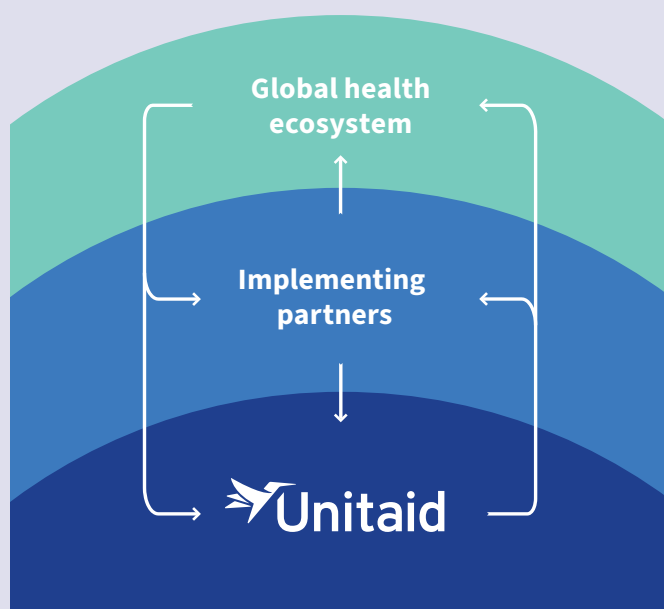 Global health
ecosystem
Implementing
partners
Unitaid